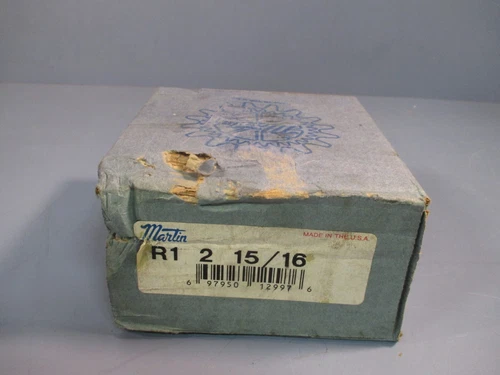 Martin
MADE IN THE U.S.A.
R1 2 15/16
6 97950 12997 6